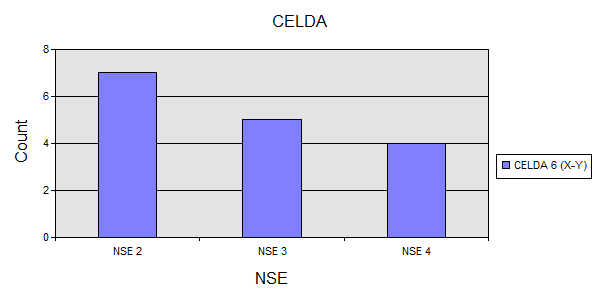 CELDA
8
6
4
2
0
Count
NSE 2
NSE 3
NSE 4
NSE
CELDA 6 (X-Y)